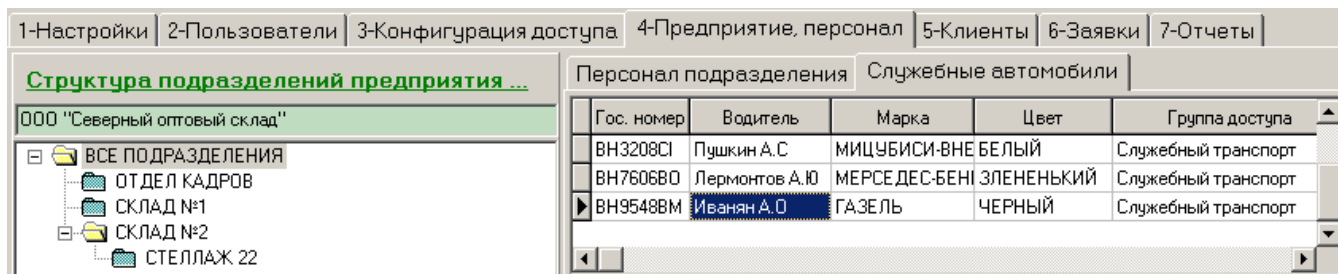 1-Настройки 2-Пользователи 3-Конфигурация доступа 4-Предприятие, персонал 5-Клиенты 6-Заявки 7-Отчеты
Структура подразделений предприятия ...
ООО "Северный оптовый склад"
ВСЕ ПОДРАЗДЕЛЕНИЯ
ОТДЕЛ КАДРОВ
СКЛАД №1
СКЛАД №2
СТЕЛЛАЖ 22
Персонал подразделения Служебные автомобили
Гос. номер Водитель Марка Цвет Группа доступа
BH3208CI Пушкин А.С МИЦУБИСИ-ВНЕ БЕЛЫЙ Служебный транспорт
BH7606BO Лермонтов А.Ю МЕРСЕДЕС-БЕН ЗЛЕНЕНЬКИЙ Служебный транспорт
BH9548BM Иванян А.О ГАЗЕЛЬ ЧЕРНЫЙ Служебный транспорт